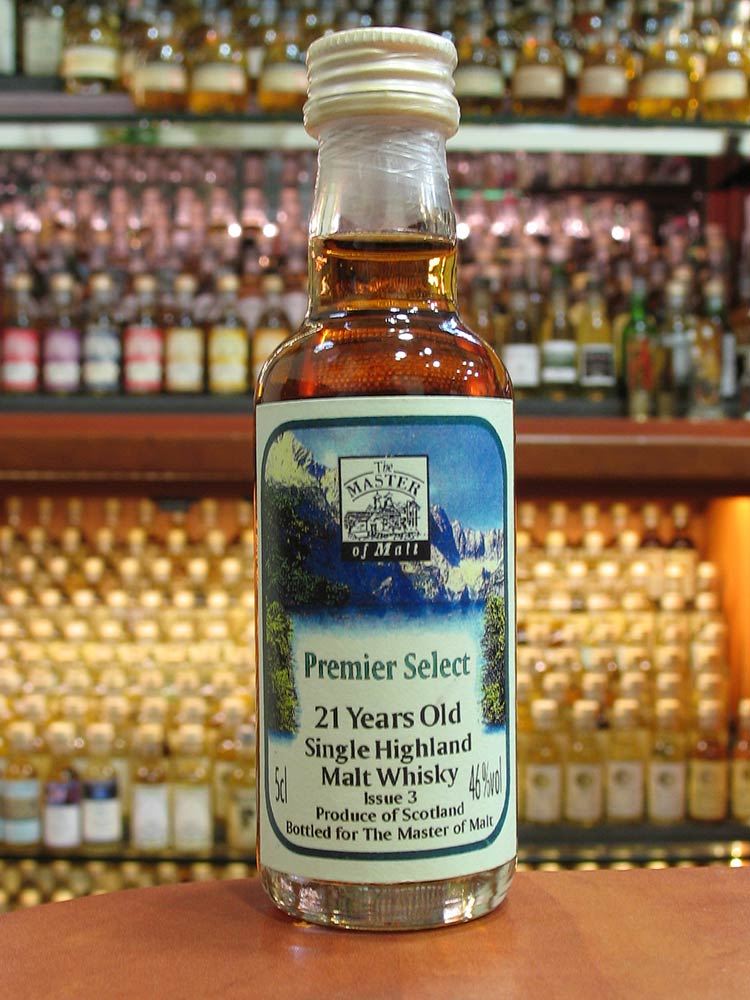 The
MASTER
of Malt
Premier Select
21 Years Old
Single Highland
Malt Whisky
5cl
46%vol
Issue 3
Produce of Scotland
Bottled for The Master of Malt